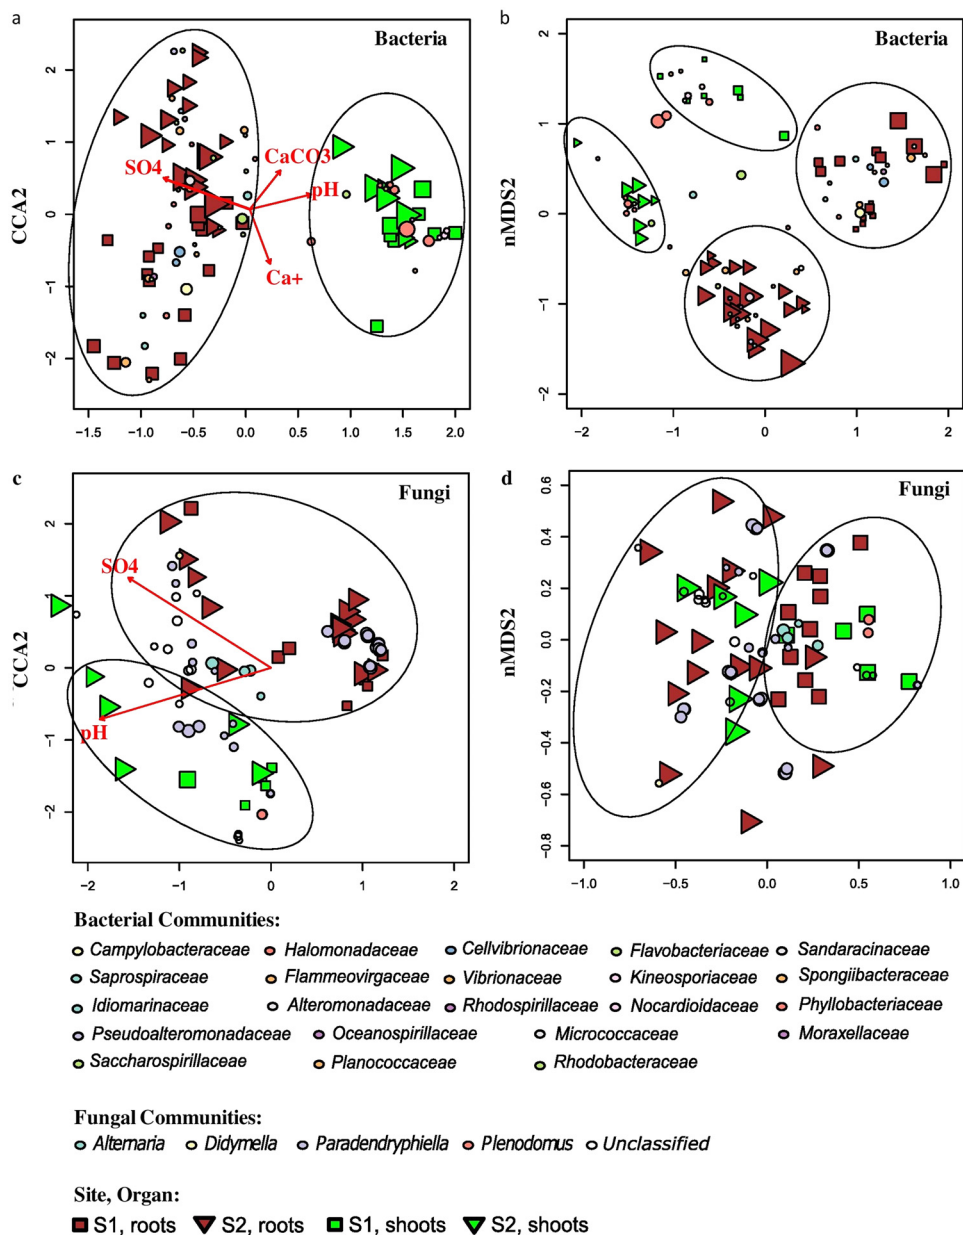 a
Bacteria
CCA2
2
1
0
−1
−2
SO4
CaCO3
pH
Ca+
−1.5
−1.0
−0.5
0.0
0.5
1.0
1.5
2.0
b
Bacteria
nMDS2
2
1
0
−1
−2
−2
−1
0
1
2
c
Fungi
CCA2
2
1
0
−1
−2
SO4
pH
−2
−1
0
1
2
d
Fungi
nMDS2
0.6
0.4
0.2
0.0
−0.2
−0.4
−0.6
−0.8
−1.0
−0.5
0.0
0.5
1.0
Bacterial Communities:
Campylobacteraceae Halomonadaceae Cellvibrionaceae Flavobacteriaceae Sandaracinaceae
Saprospiraceae Flammeovirgaceae Vibrionaceae Kineosporiaceae Spongiibacteraceae
Idiomarinaceae Alteromonadaceae Rhodospirillaceae Nocardioidaceae Phyllobacteriaceae
Pseudoalteromonadaceae Oceanospirillaceae Micrococcaceae Moraxellaceae
Saccharospirillaceae Planococcaceae Rhodobacteraceae
Fungal Communities:
Alternaria Didymella Paradendryphiella Plenodomus Unclassified
Site, Organ:
S1, roots S2, roots S1, shoots S2, shoots